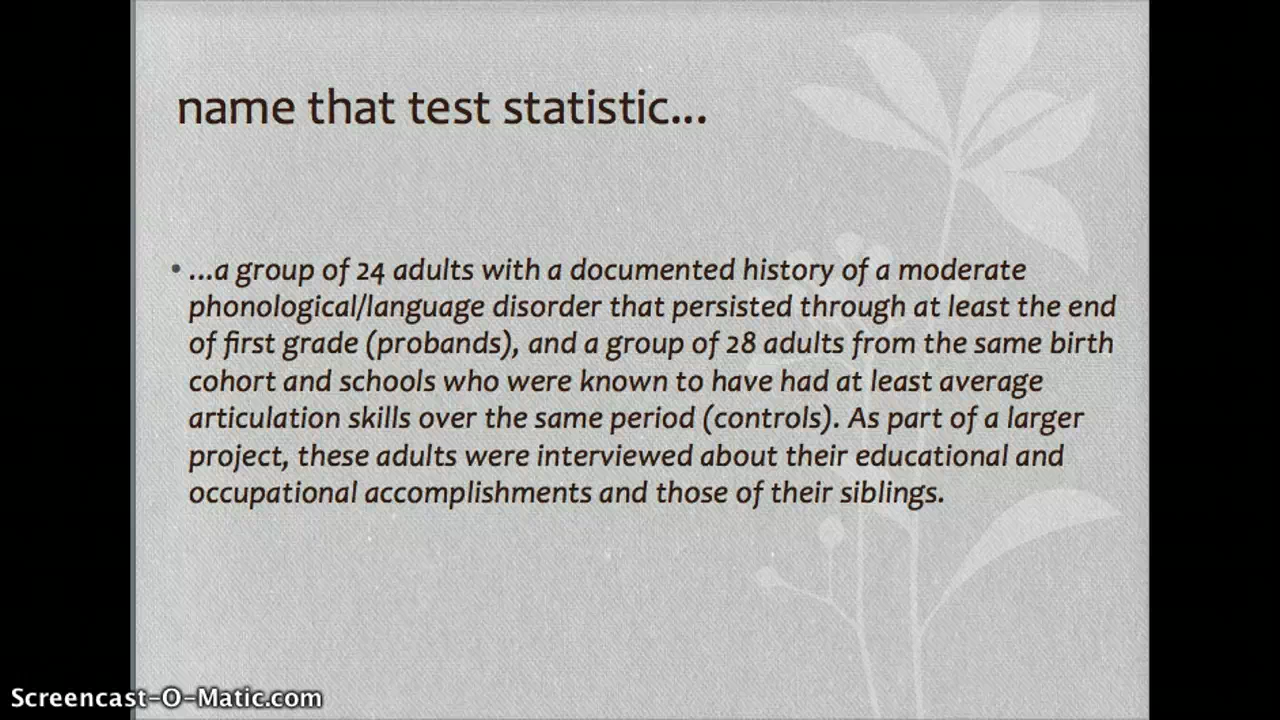 name that test statistic...
• ...a group of 24 adults with a documented history of a moderate
phonological/language disorder that persisted through at least the end
of first grade (probands), and a group of 28 adults from the same birth
cohort and schools who were known to have had at least average
articulation skills over the same period (controls). As part of a larger
project, these adults were interviewed about their educational and
occupational accomplishments and those of their siblings.
Screencast-O-Matic.com